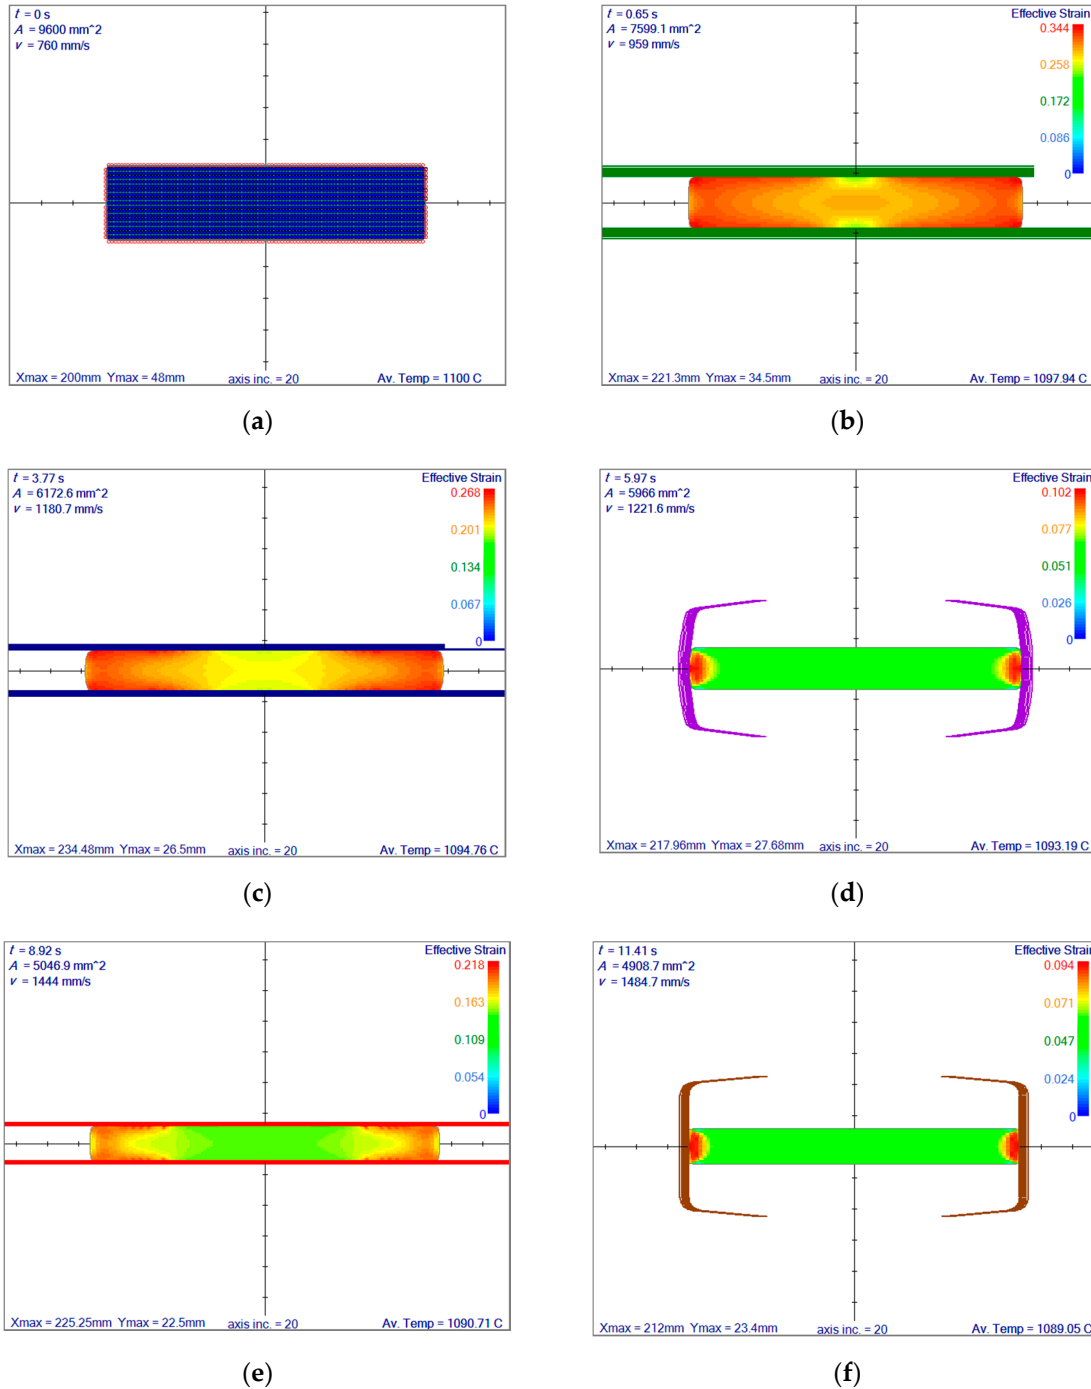 t = 0 s
A = 9600 mm^2
v = 760 mm/s
Xmax = 200mm Ymax = 48mm axis inc. = 20 Av. Temp = 1100 C
(a)
t = 0.65 s
A = 7599.1 mm^2
v = 959 mm/s
Effective Strain
0.344
0.258
0.172
0.086
0
Xmax = 221.3mm Ymax = 34.5mm axis inc. = 20 Av. Temp = 1097.94 C
(b)
t = 3.77 s
A = 6172.6 mm^2
v = 1180.7 mm/s
Effective Strain
0.268
0.201
0.134
0.067
0
Xmax = 234.48mm Ymax = 26.5mm axis inc. = 20 Av. Temp = 1094.76 C
(c)
t = 5.97 s
A = 5966 mm^2
v = 1221.6 mm/s
Effective Strain
0.102
0.077
0.051
0.026
0
Xmax = 217.96mm Ymax = 27.68mm axis inc. = 20 Av. Temp = 1093.19 C
(d)
t = 8.92 s
A = 5046.9 mm^2
v = 1444 mm/s
Effective Strain
0.218
0.163
0.109
0.054
0
Xmax = 225.25mm Ymax = 22.5mm axis inc. = 20 Av. Temp = 1090.71 C
(e)
t = 11.41 s
A = 4908.7 mm^2
v = 1484.7 mm/s
Effective Strain
0.094
0.071
0.047
0.024
0
Xmax = 212mm Ymax = 23.4mm axis inc. = 20 Av. Temp = 1089.05 C
(f)